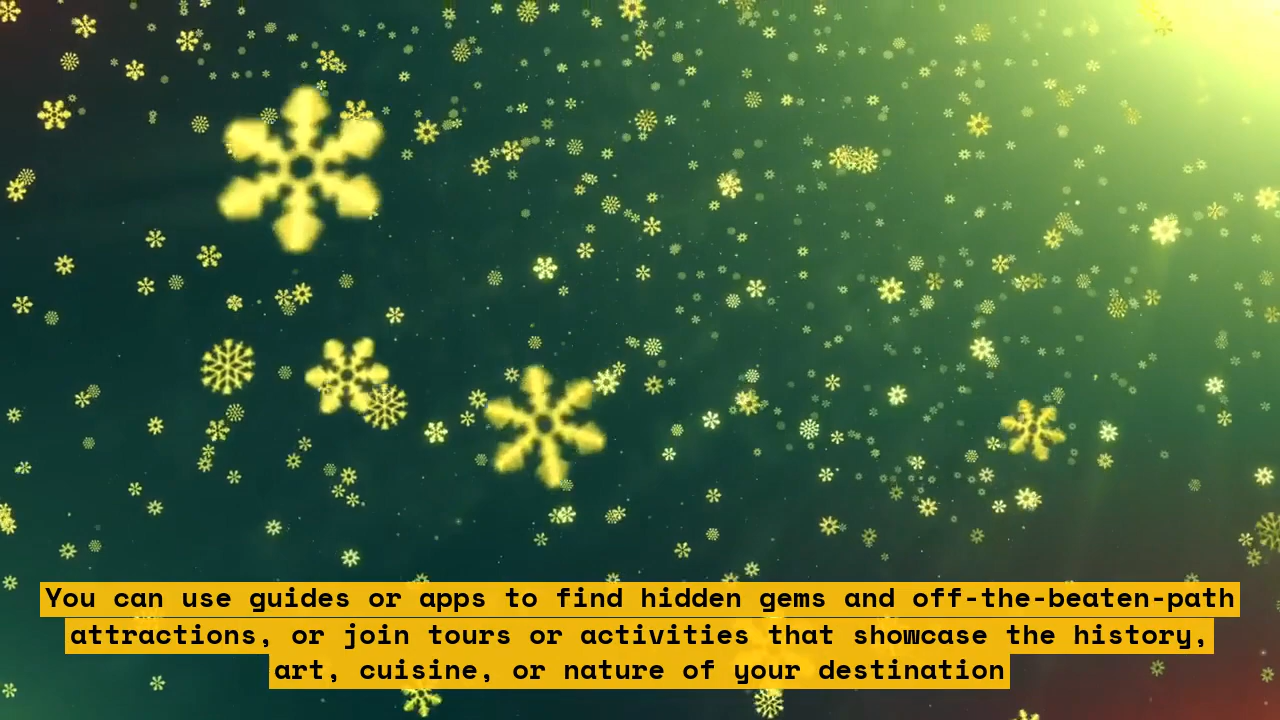 You can use guides or apps to find hidden gems and off-the-beaten-path
attractions, or join tours or activities that showcase the history,
art, cuisine, or nature of your destination